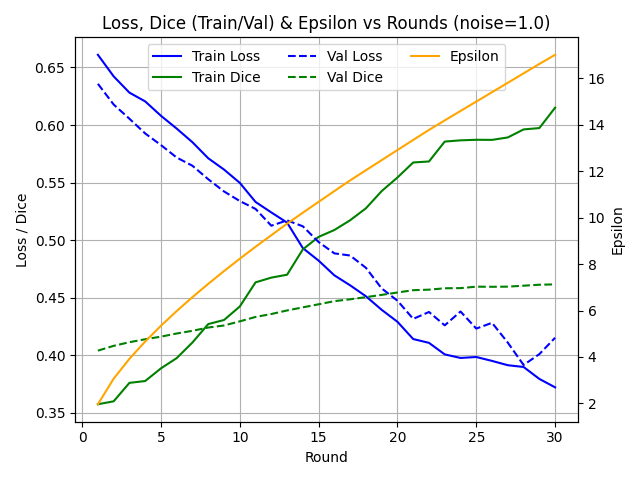 Loss, Dice (Train/Val) & Epsilon vs Rounds (noise=1.0)
Train Loss
Train Dice
Val Loss
Val Dice
Epsilon
Loss / Dice
0.65
0.60
0.55
0.50
0.45
0.40
0.35
0 5 10 15 20 25 30
Round
16
14
12
10
8
6
4
2
Epsilon